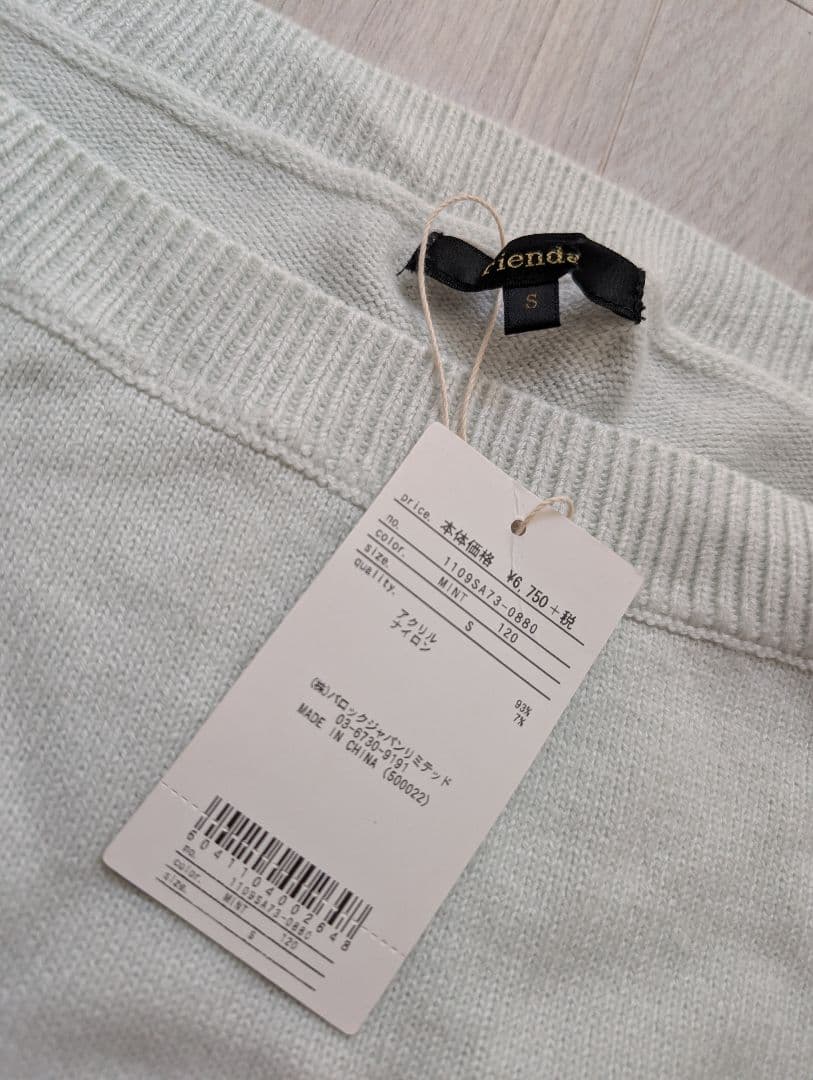 rienda
S
price. 本体価格 ¥6,750+税
no. 1109SA73-0880
color. MINT 120
size. S
quality.
アクリル 93%
ナイロン 7%
(株)バロックジャパンリミテッド
03-6730-9191
MADE IN CHINA (500022)
6041104002648
no. 1109SA73-0880
color. MINT 120
size. S